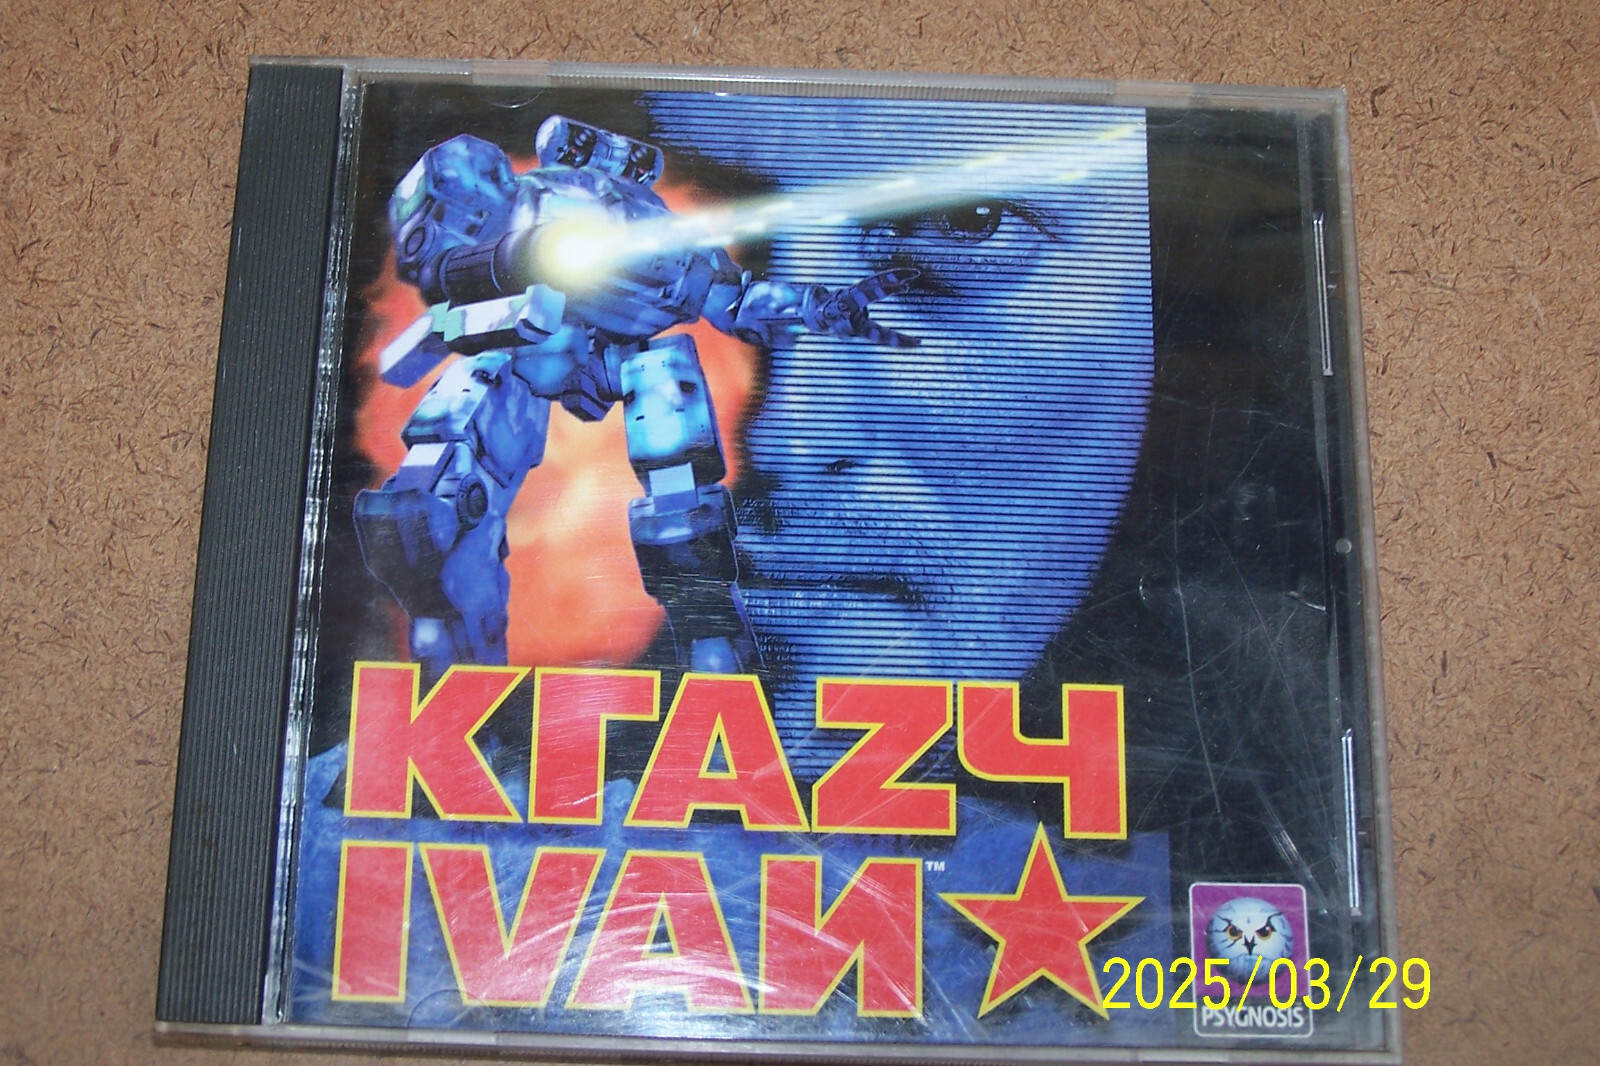 KГAZЧ
IVAИ™
2025/03/29
PSYGNOSIS